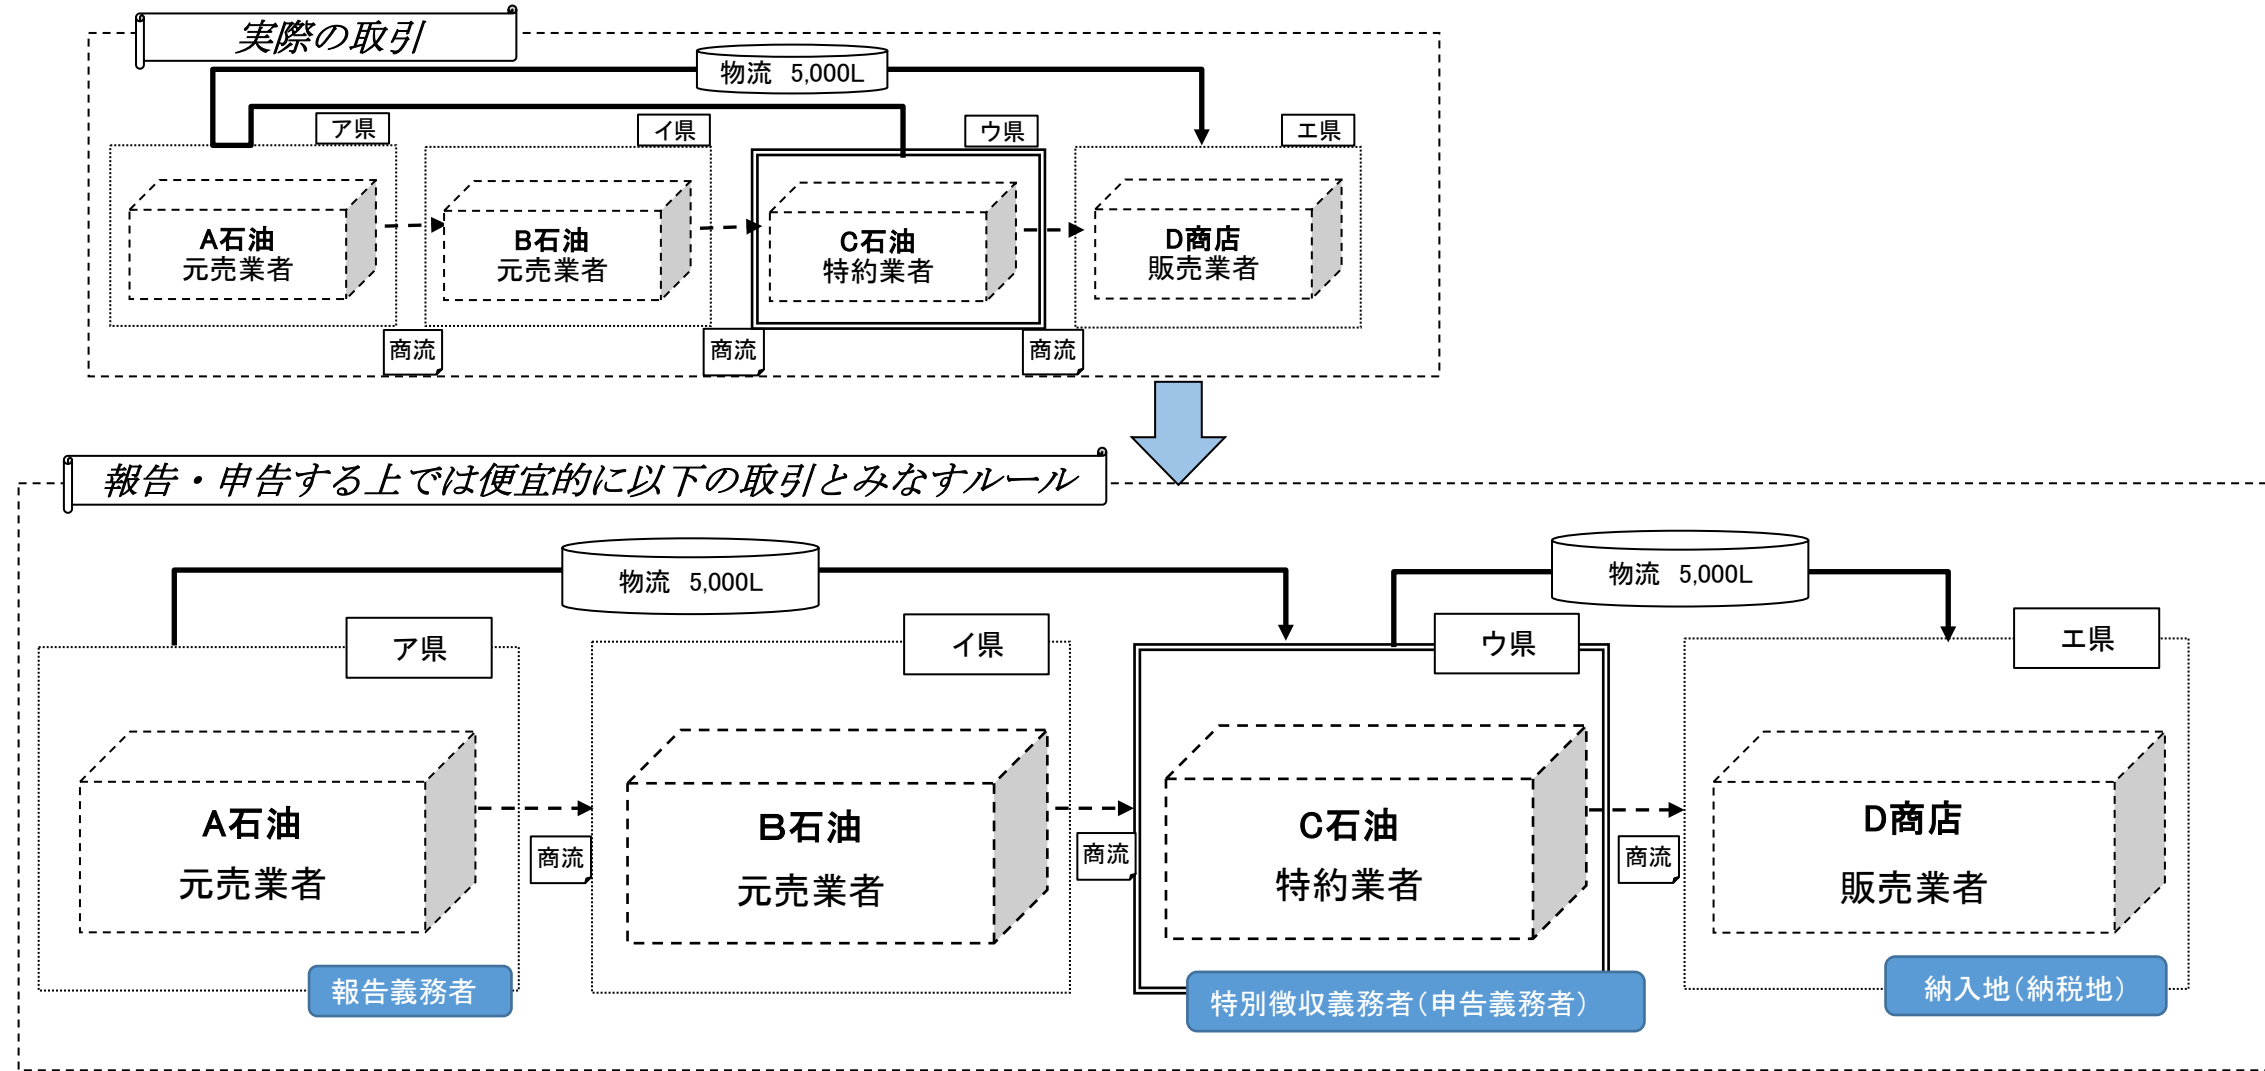 実際の取引
物流 5,000L
ア県
イ県
ウ県
エ県
A石油
元売業者
B石油
元売業者
C石油
特約業者
D商店
販売業者
商流
商流
商流
報告・申告する上では便宜的に以下の取引とみなすルール
物流 5,000L
物流 5,000L
ア県
イ県
ウ県
エ県
A石油
元売業者
B石油
元売業者
C石油
特約業者
D商店
販売業者
商流
商流
商流
報告義務者
特別徴収義務者(申告義務者)
納入地(納税地)